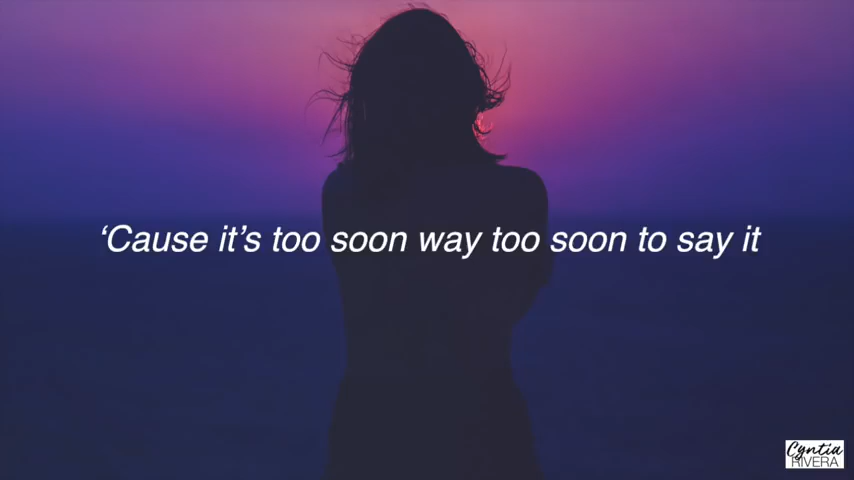 ‘Cause it’s too soon way too soon to say it
Cyntia
RIVERA